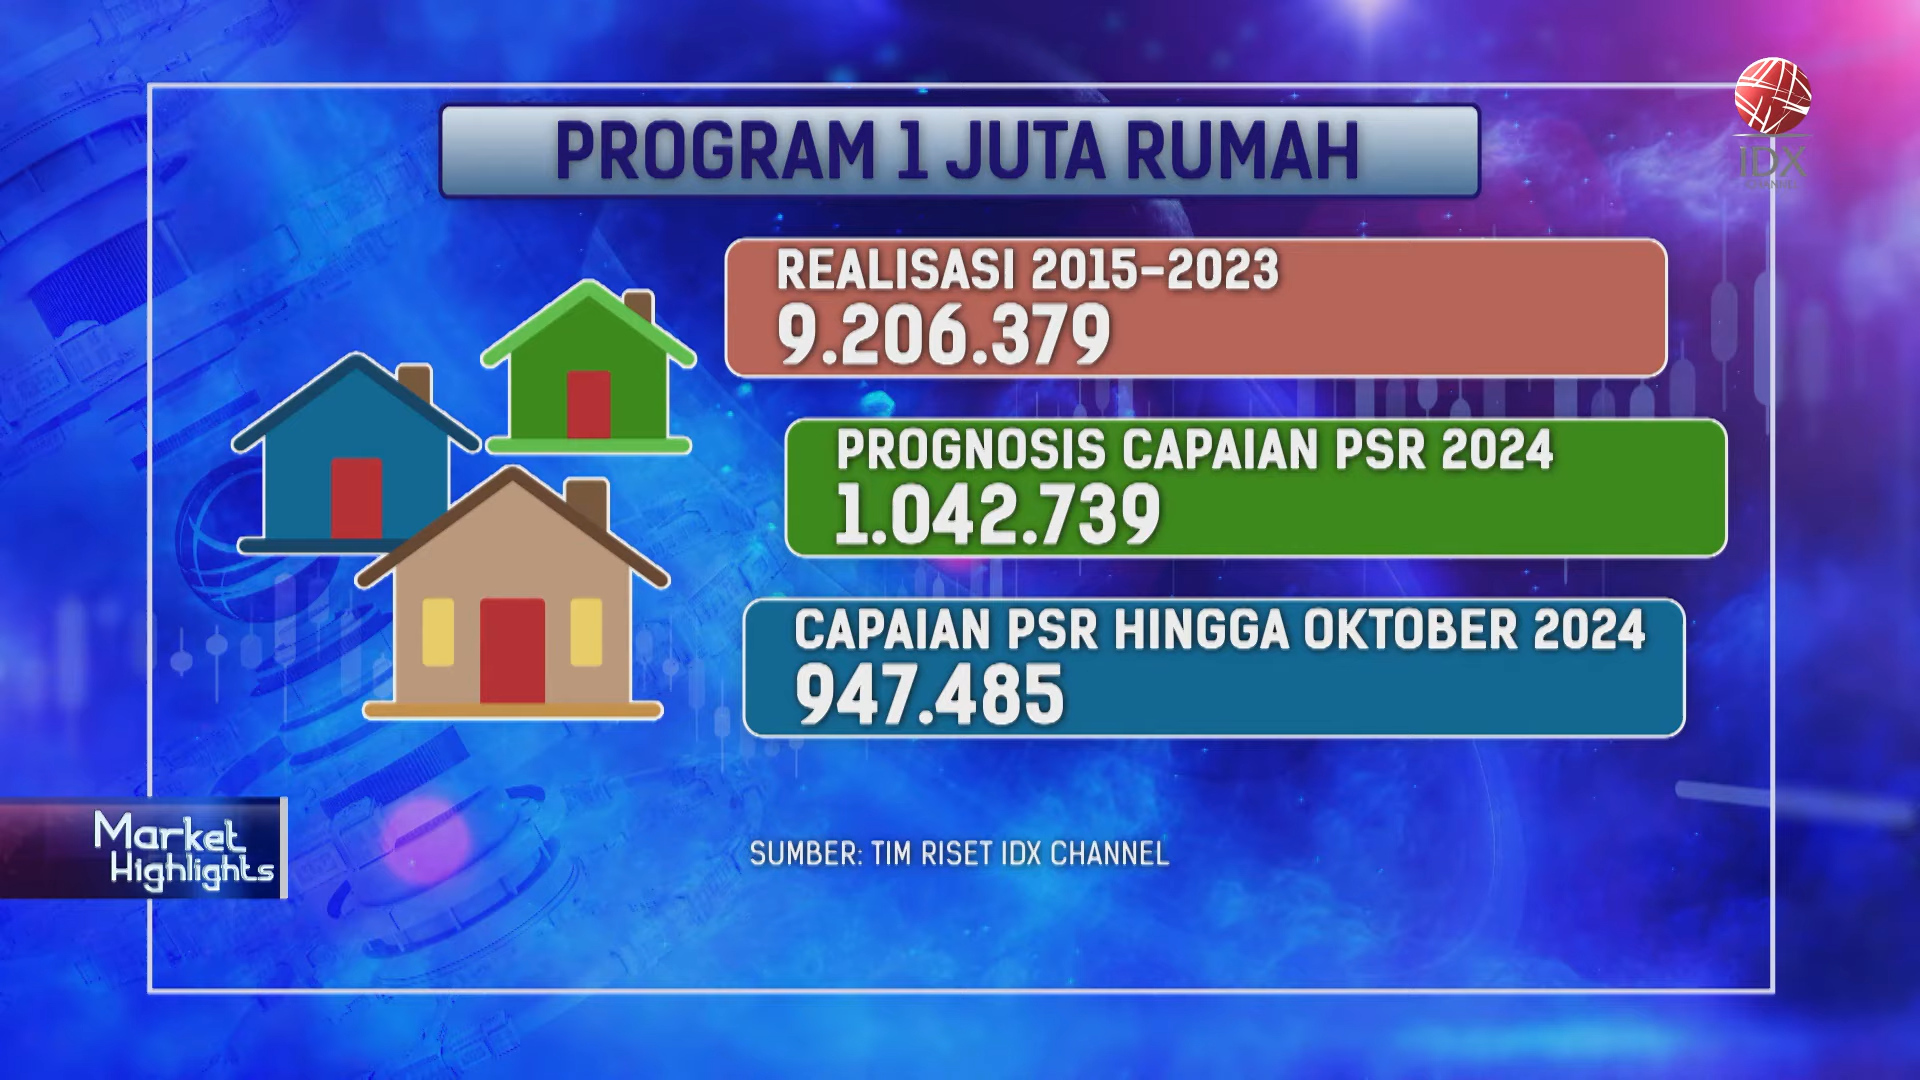 PROGRAM 1 JUTA RUMAH
IDX
CHANNEL
REALISASI 2015-2023
9.206.379
PROGNOSIS CAPAIAN PSR 2024
1.042.739
CAPAIAN PSR HINGGA OKTOBER 2024
947.485
Market
Highlights
SUMBER: TIM RISET IDX CHANNEL